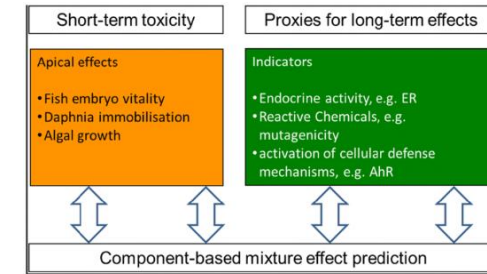 Short-term toxicity
Proxies for long-term effects
Apical effects
•Fish embryo vitality
•Daphnia immobilisation
•Algal growth
Indicators
•Endocrine activity, e.g. ER
•Reactive Chemicals, e.g.
mutagenicity
•activation of cellular defense
mechanisms, e.g. AhR
Component-based mixture effect prediction